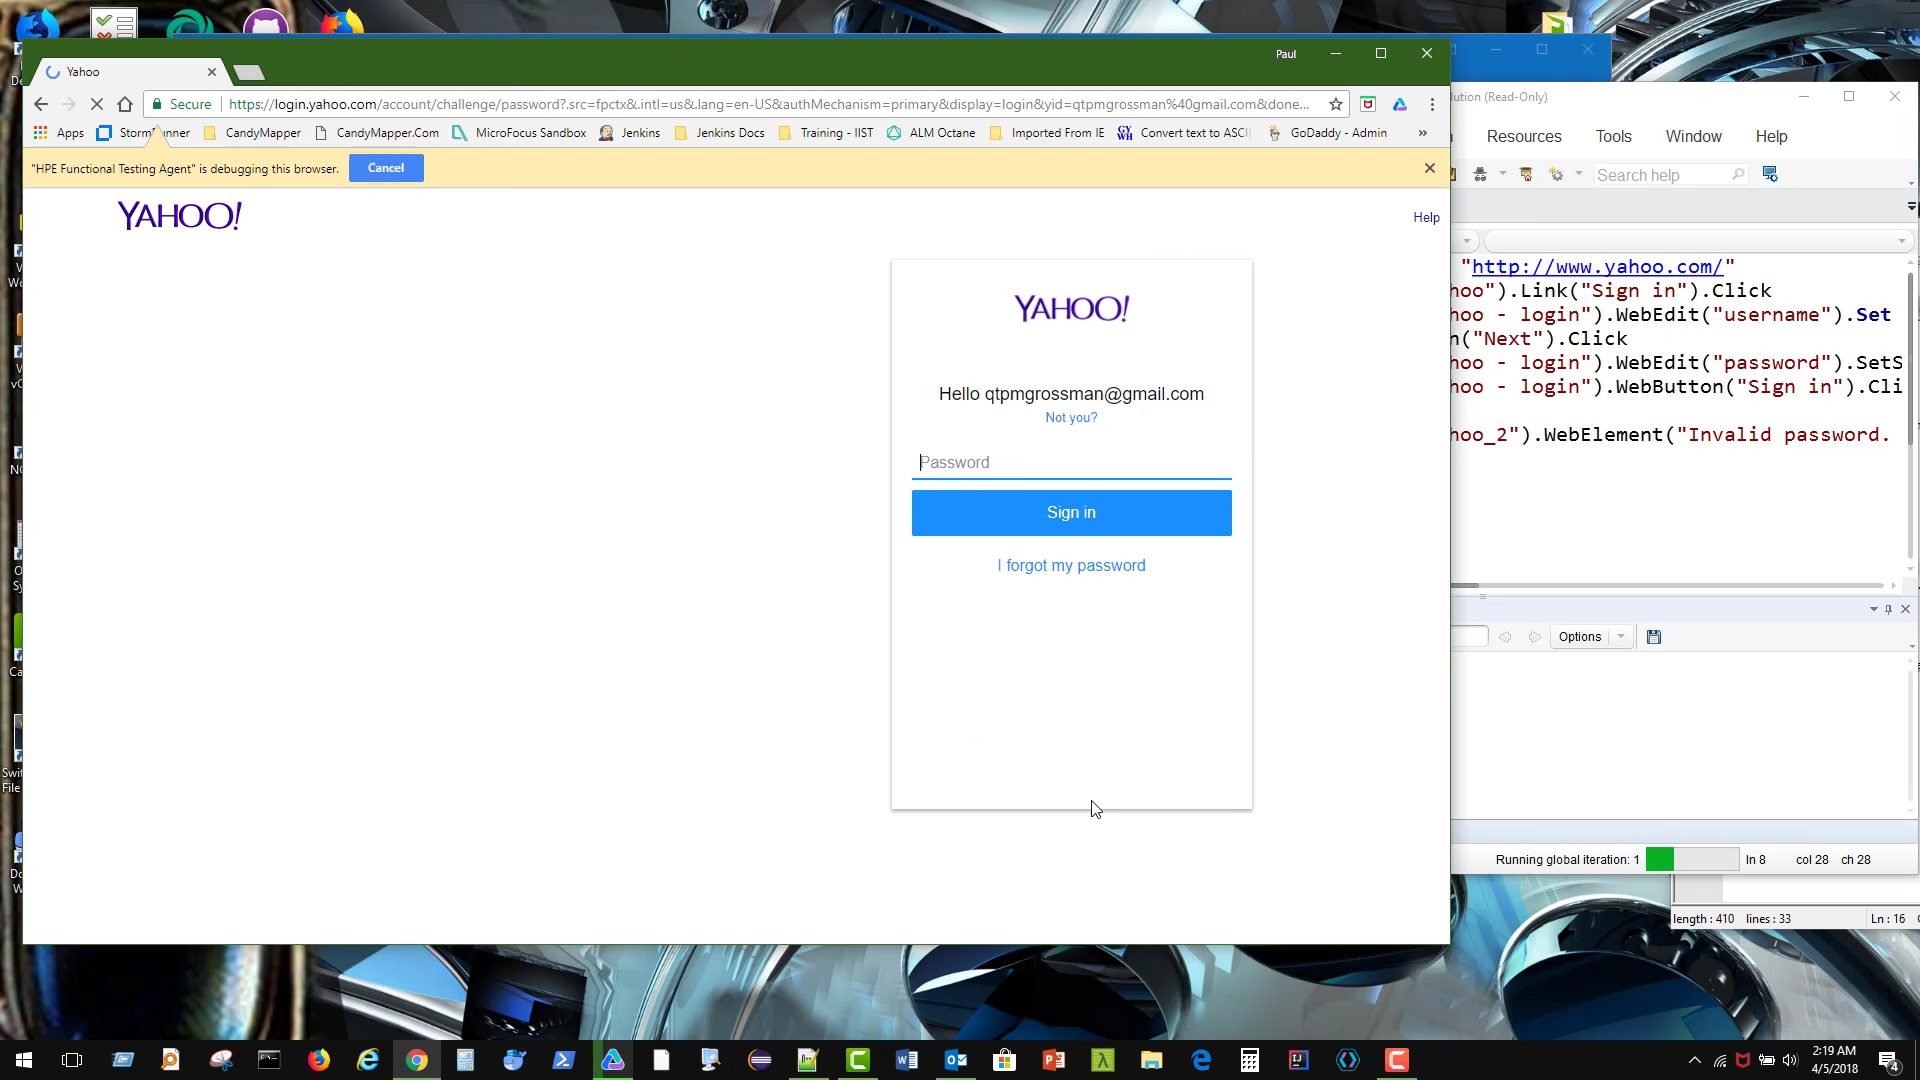 Paul
Yahoo
Secure
https://login.yahoo.com/account/challenge/password?.src=fpctx&.intl=us&.lang=en-US&authMechanism=primary&display=login&yid=qtpmgrossman%40gmail.com&done...
Apps
StormRunner
CandyMapper
CandyMapper.Com
MicroFocus Sandbox
Jenkins
Jenkins Docs
Training - IIST
ALM Octane
Imported From IE
Convert text to ASCII
GoDaddy - Admin
»
"HPE Functional Testing Agent" is debugging this browser.
Cancel
YAHOO!
Help
YAHOO!
Hello qtpmgrossman@gmail.com
Not you?
Password
Sign in
I forgot my password
lution (Read-Only)
Resources
Tools
Window
Help
Search help
"http://www.yahoo.com/"
hoo").Link("Sign in").Click
hoo - login").WebEdit("username").Set
n("Next").Click
hoo - login").WebEdit("password").SetS
hoo - login").WebButton("Sign in").Cli
hoo_2").WebElement("Invalid password.
Options
Running global iteration: 1
ln 8
col 28
ch 28
length : 410
lines : 33
Ln : 16
2:19 AM
4/5/2018
4